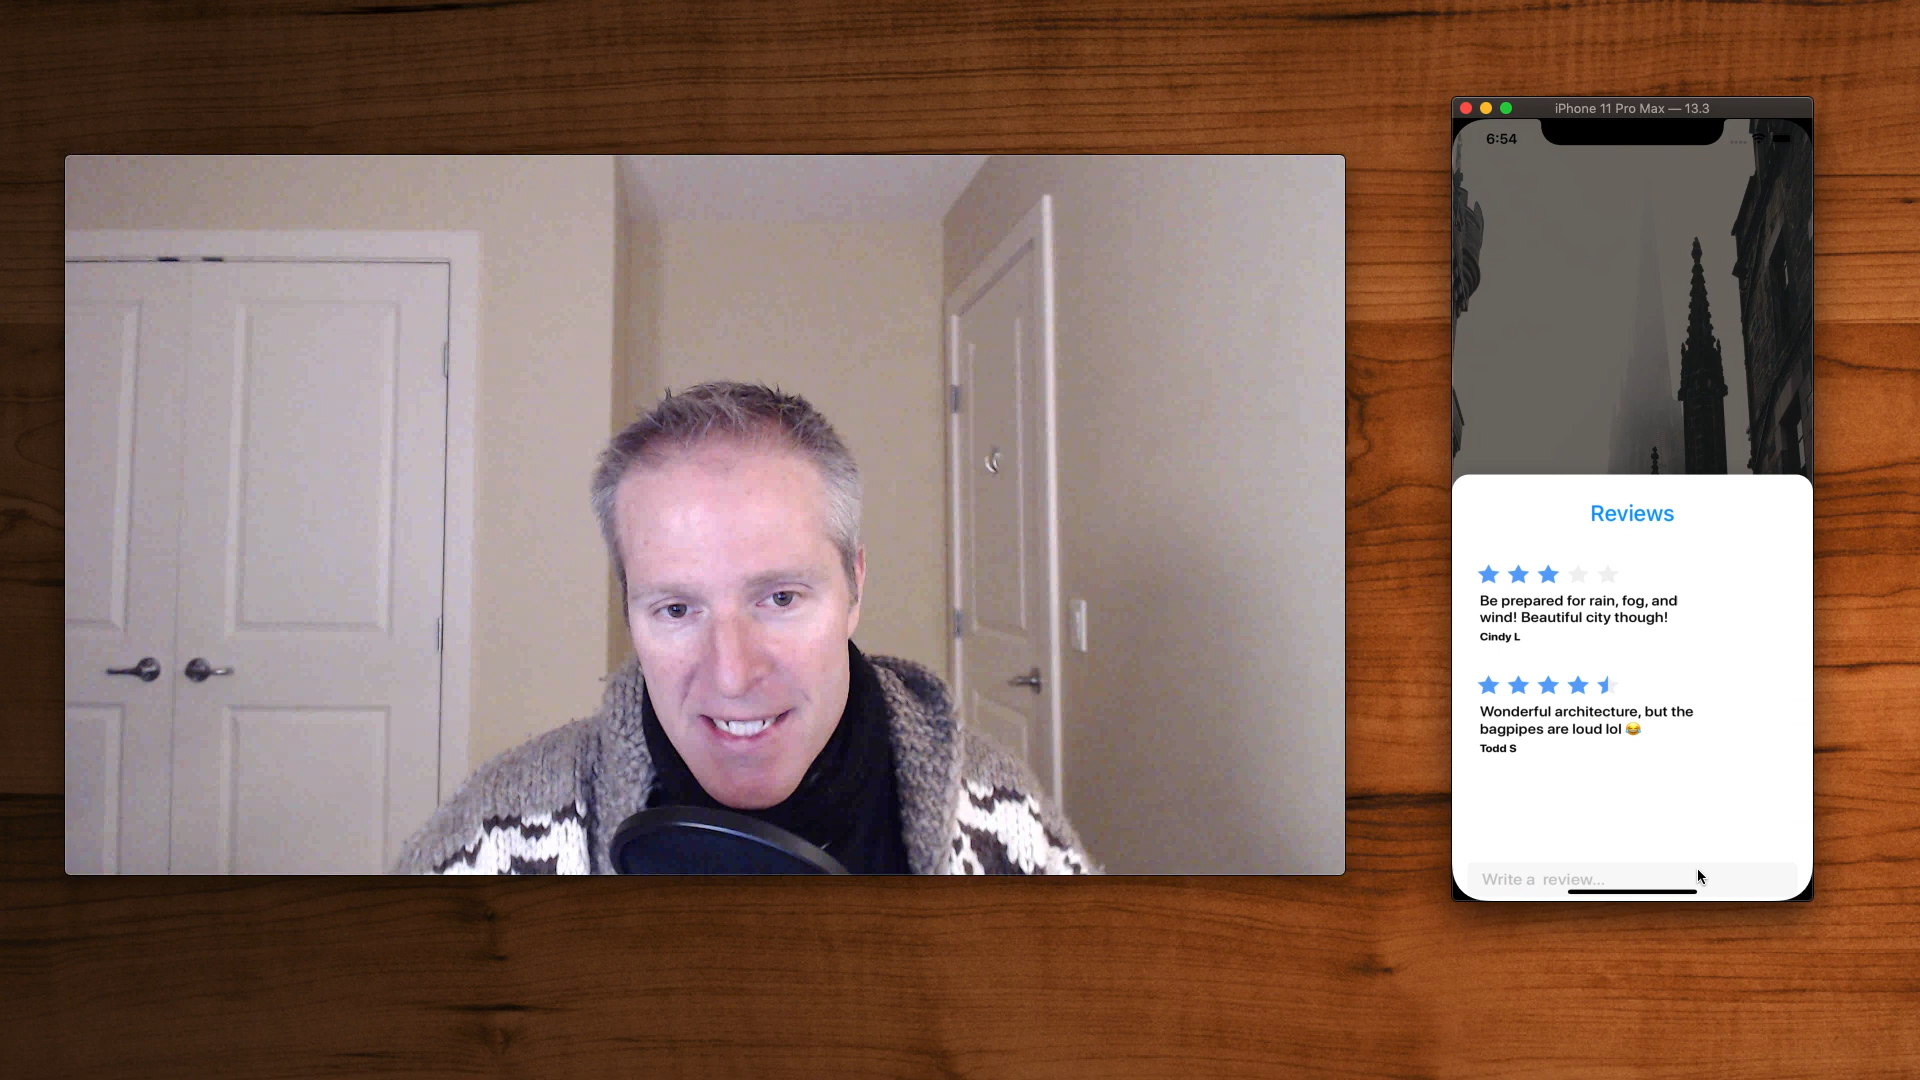 iPhone 11 Pro Max — 13.3
6:54
Reviews
Be prepared for rain, fog, and
wind! Beautiful city though!
Cindy L
Wonderful architecture, but the
bagpipes are loud lol 😂
Todd S
Write a  review...